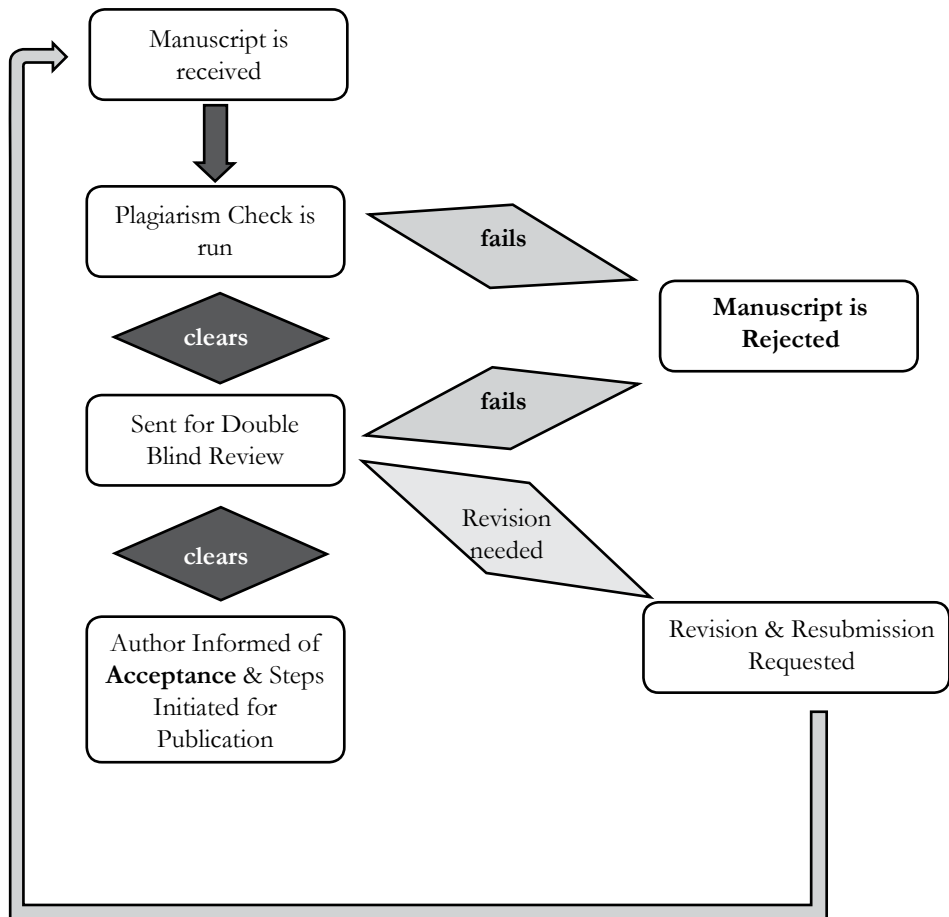 Manuscript is
received
Plagiarism Check is
run
fails
Manuscript is
Rejected
clears
fails
Sent for Double
Blind Review
Revision
needed
clears
Author Informed of
Acceptance & Steps
Initiated for
Publication
Revision & Resubmission
Requested